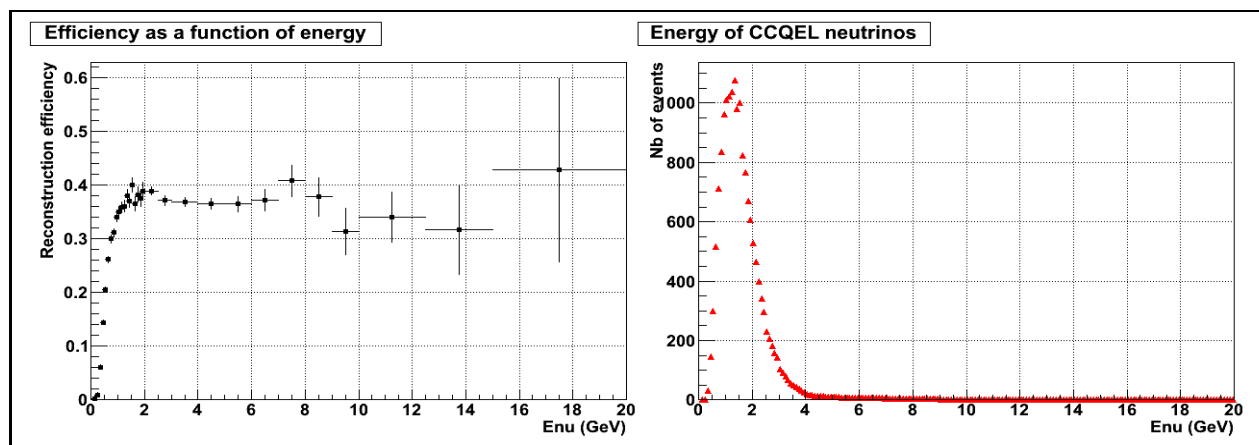 Efficiency as a function of energy
Reconstruction efficiency
0.6
0.5
0.4
0.3
0.2
0.1
0
0 2 4 6 8 10 12 14 16 18 20
Enu (GeV)
Energy of CCQEL neutrinos
Nb of events
1000
800
600
400
200
0
0 2 4 6 8 10 12 14 16 18 20
Enu (GeV)